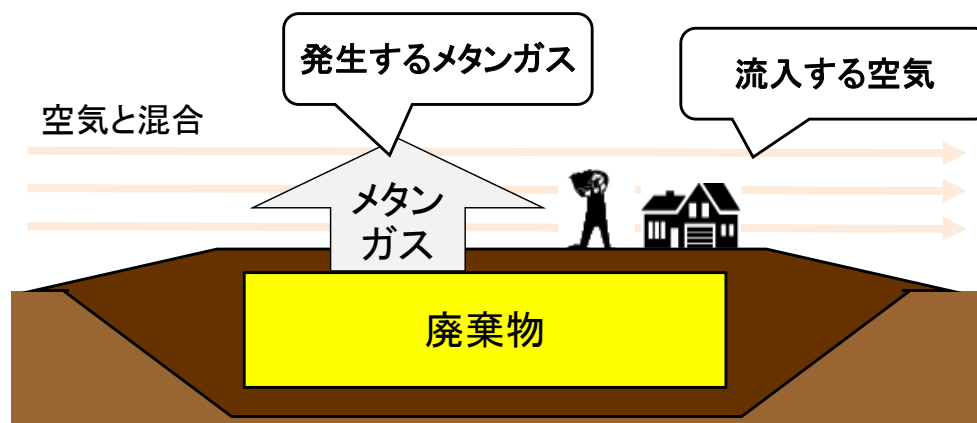 発生するメタンガス
流入する空気
空気と混合
メタン
ガス
廃棄物